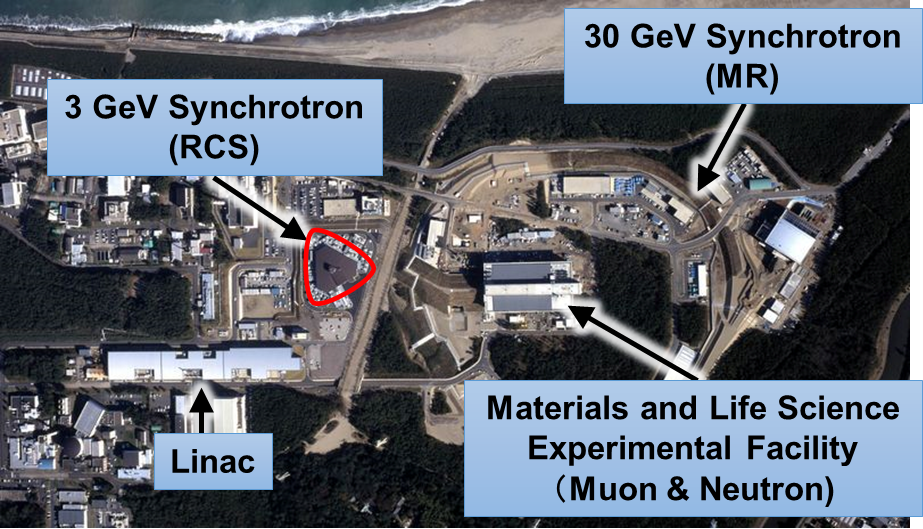 30 GeV Synchrotron
(MR)
3 GeV Synchrotron
(RCS)
Materials and Life Science
Experimental Facility
（Muon & Neutron)
Linac